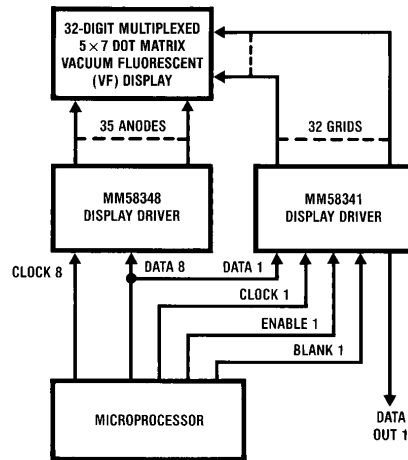 32-DIGIT MULTIPLEXED
5 × 7 DOT MATRIX
VACUUM FLUORESCENT
(VF) DISPLAY
35 ANODES
32 GRIDS
MM58348
DISPLAY DRIVER
MM58341
DISPLAY DRIVER
CLOCK 8
DATA 8
DATA 1
CLOCK 1
ENABLE 1
BLANK 1
MICROPROCESSOR
DATA
OUT 1